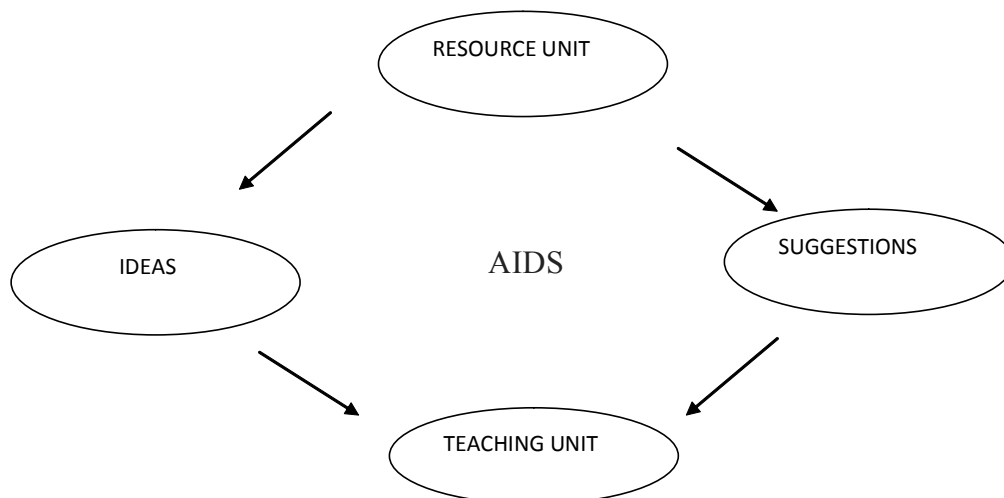 RESOURCE UNIT
IDEAS
AIDS
SUGGESTIONS
TEACHING UNIT